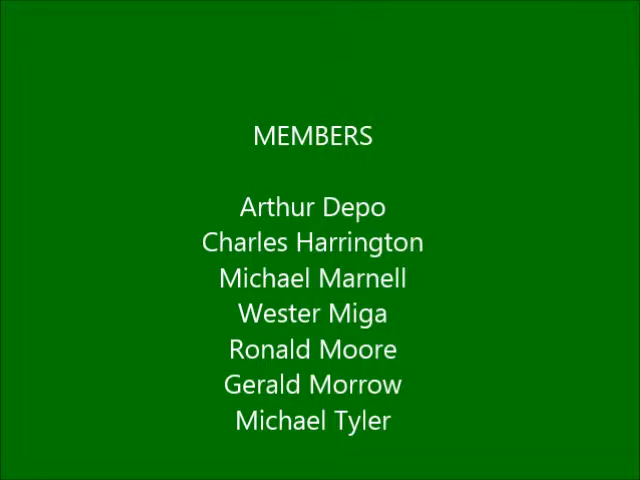 MEMBERS
Arthur Depo
Charles Harrington
Michael Marnell
Wester Miga
Ronald Moore
Gerald Morrow
Michael Tyler